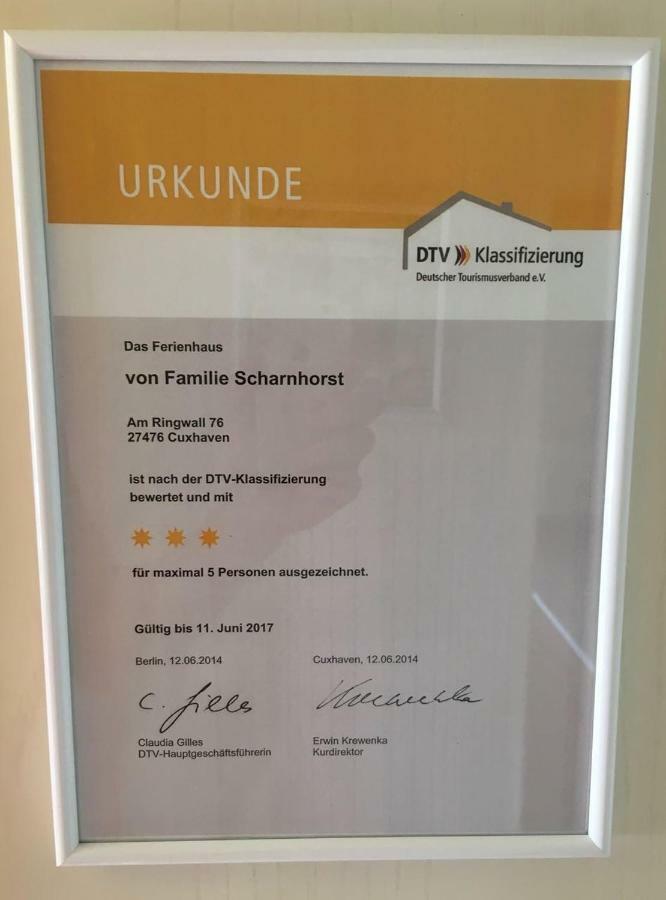 URKUNDE
DTV Klassifizierung
Deutscher Tourismusverband e.V.
Das Ferienhaus
von Familie Scharnhorst
Am Ringwall 76
27476 Cuxhaven
ist nach der DTV-Klassifizierung
bewertet und mit
für maximal 5 Personen ausgezeichnet.
Gültig bis 11. Juni 2017
Berlin, 12.06.2014
Cuxhaven, 12.06.2014
C. Gilles
Krewenka
Claudia Gilles
DTV-Hauptgeschäftsführerin
Erwin Krewenka
Kurdirektor